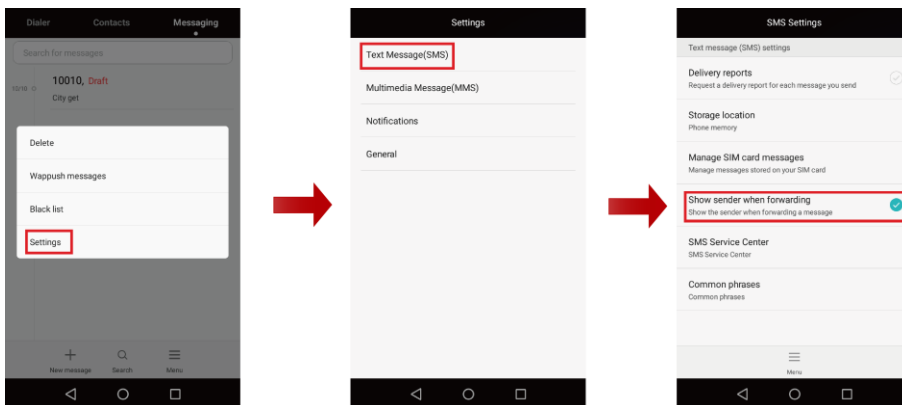 Dialer Contacts Messaging
Search for messages
10/10 10010, Draft
City get
Delete
Wappush messages
Black list
Settings
New message Search Menu
Settings
Text Message(SMS)
Multimedia Message(MMS)
Notifications
General
SMS Settings
Text message (SMS) settings
Delivery reports
Request a delivery report for each message you send
Storage location
Phone memory
Manage SIM card messages
Manage messages stored on your SIM card
Show sender when forwarding
Show the sender when forwarding a message
SMS Service Center
SMS Service Center
Common phrases
Common phrases
Menu